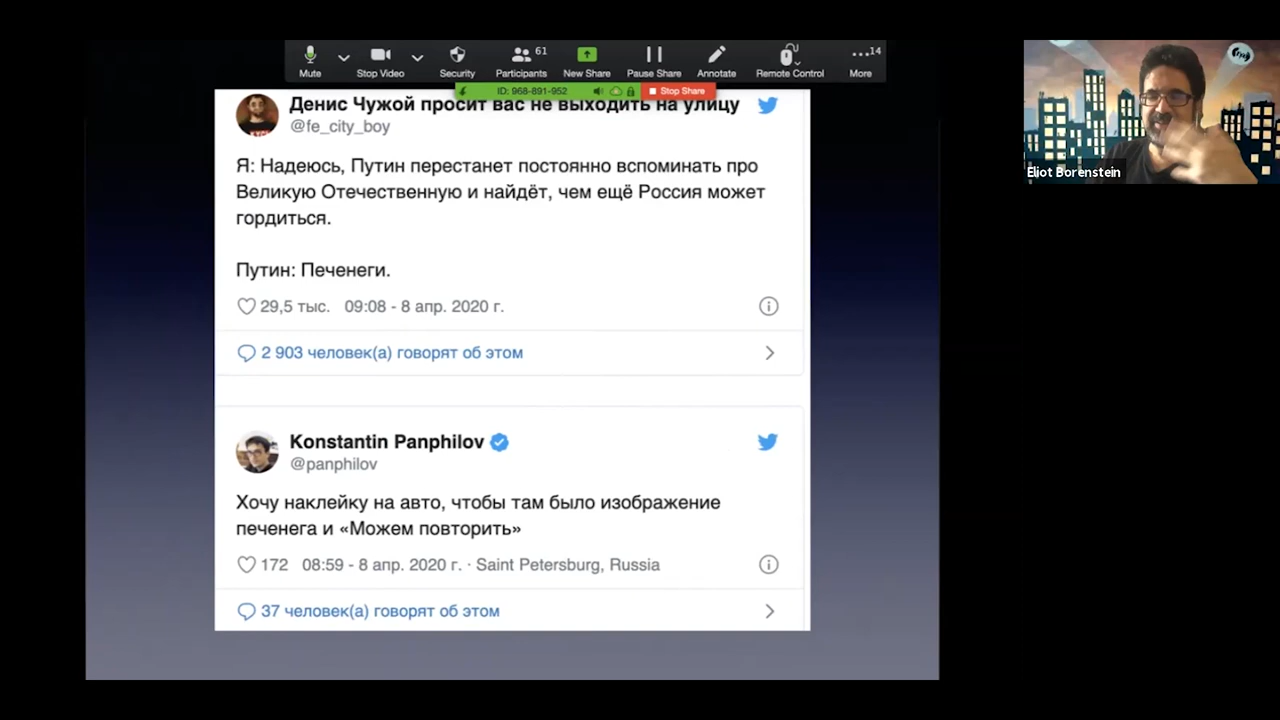 61
14
Mute
Stop Video
Security
Participants
New Share
Pause Share
Annotate
Remote Control
More
ID: 968-891-952
Stop Share
Денис Чужой просит вас не выходить на улицу
@fe_city_boy
Я: Надеюсь, Путин перестанет постоянно вспоминать про
Великую Отечественную и найдёт, чем ещё Россия может
гордиться.
Путин: Печенеги.
29,5 тыс. 09:08 - 8 апр. 2020 г.
2 903 человек(а) говорят об этом
Konstantin Panphilov
@panphilov
Хочу наклейку на авто, чтобы там было изображение
печенега и «Можем повторить»
172 08:59 - 8 апр. 2020 г. · Saint Petersburg, Russia
37 человек(а) говорят об этом
Eliot Borenstein